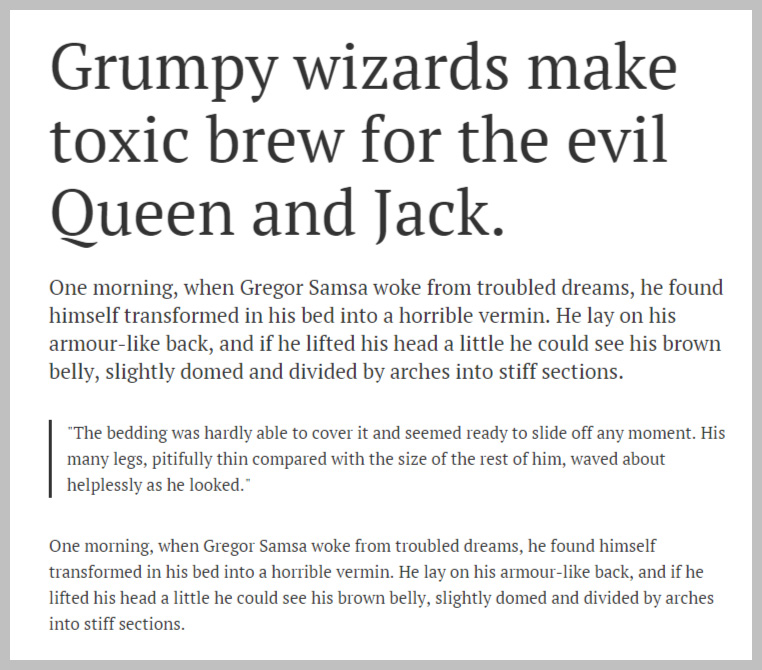 Grumpy wizards make
toxic brew for the evil
Queen and Jack.
One morning, when Gregor Samsa woke from troubled dreams, he found
himself transformed in his bed into a horrible vermin. He lay on his
armour-like back, and if he lifted his head a little he could see his brown
belly, slightly domed and divided by arches into stiff sections.
"The bedding was hardly able to cover it and seemed ready to slide off any moment. His
many legs, pitifully thin compared with the size of the rest of him, waved about
helplessly as he looked."
One morning, when Gregor Samsa woke from troubled dreams, he found himself
transformed in his bed into a horrible vermin. He lay on his armour-like back, and if he
lifted his head a little he could see his brown belly, slightly domed and divided by arches
into stiff sections.